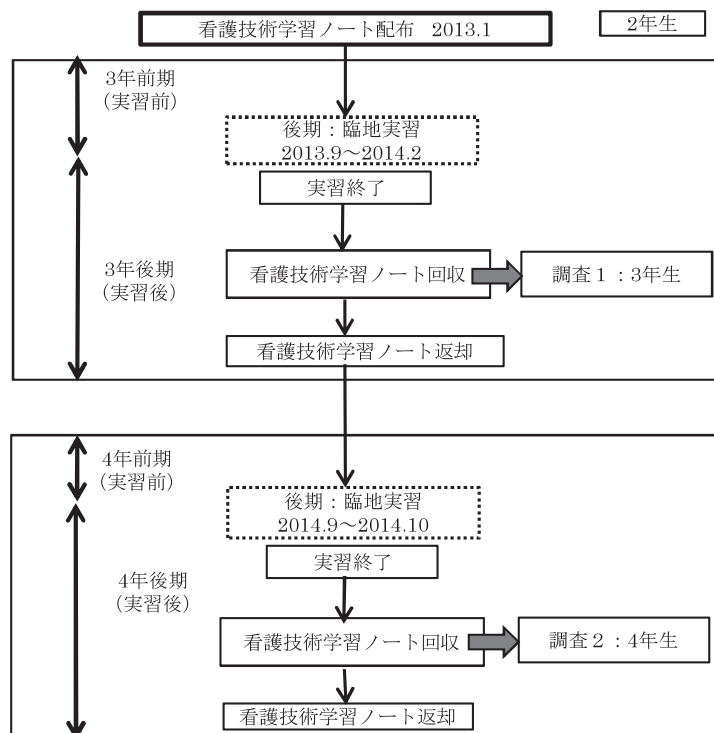 看護技術学習ノート配布 2013.1
2年生
3年前期
(実習前)
後期：臨地実習
2013.9～2014.2
実習終了
3年後期
(実習後)
看護技術学習ノート回収
調査1：3年生
看護技術学習ノート返却
4年前期
(実習前)
後期：臨地実習
2014.9～2014.10
実習終了
4年後期
(実習後)
看護技術学習ノート回収
調査2：4年生
看護技術学習ノート返却